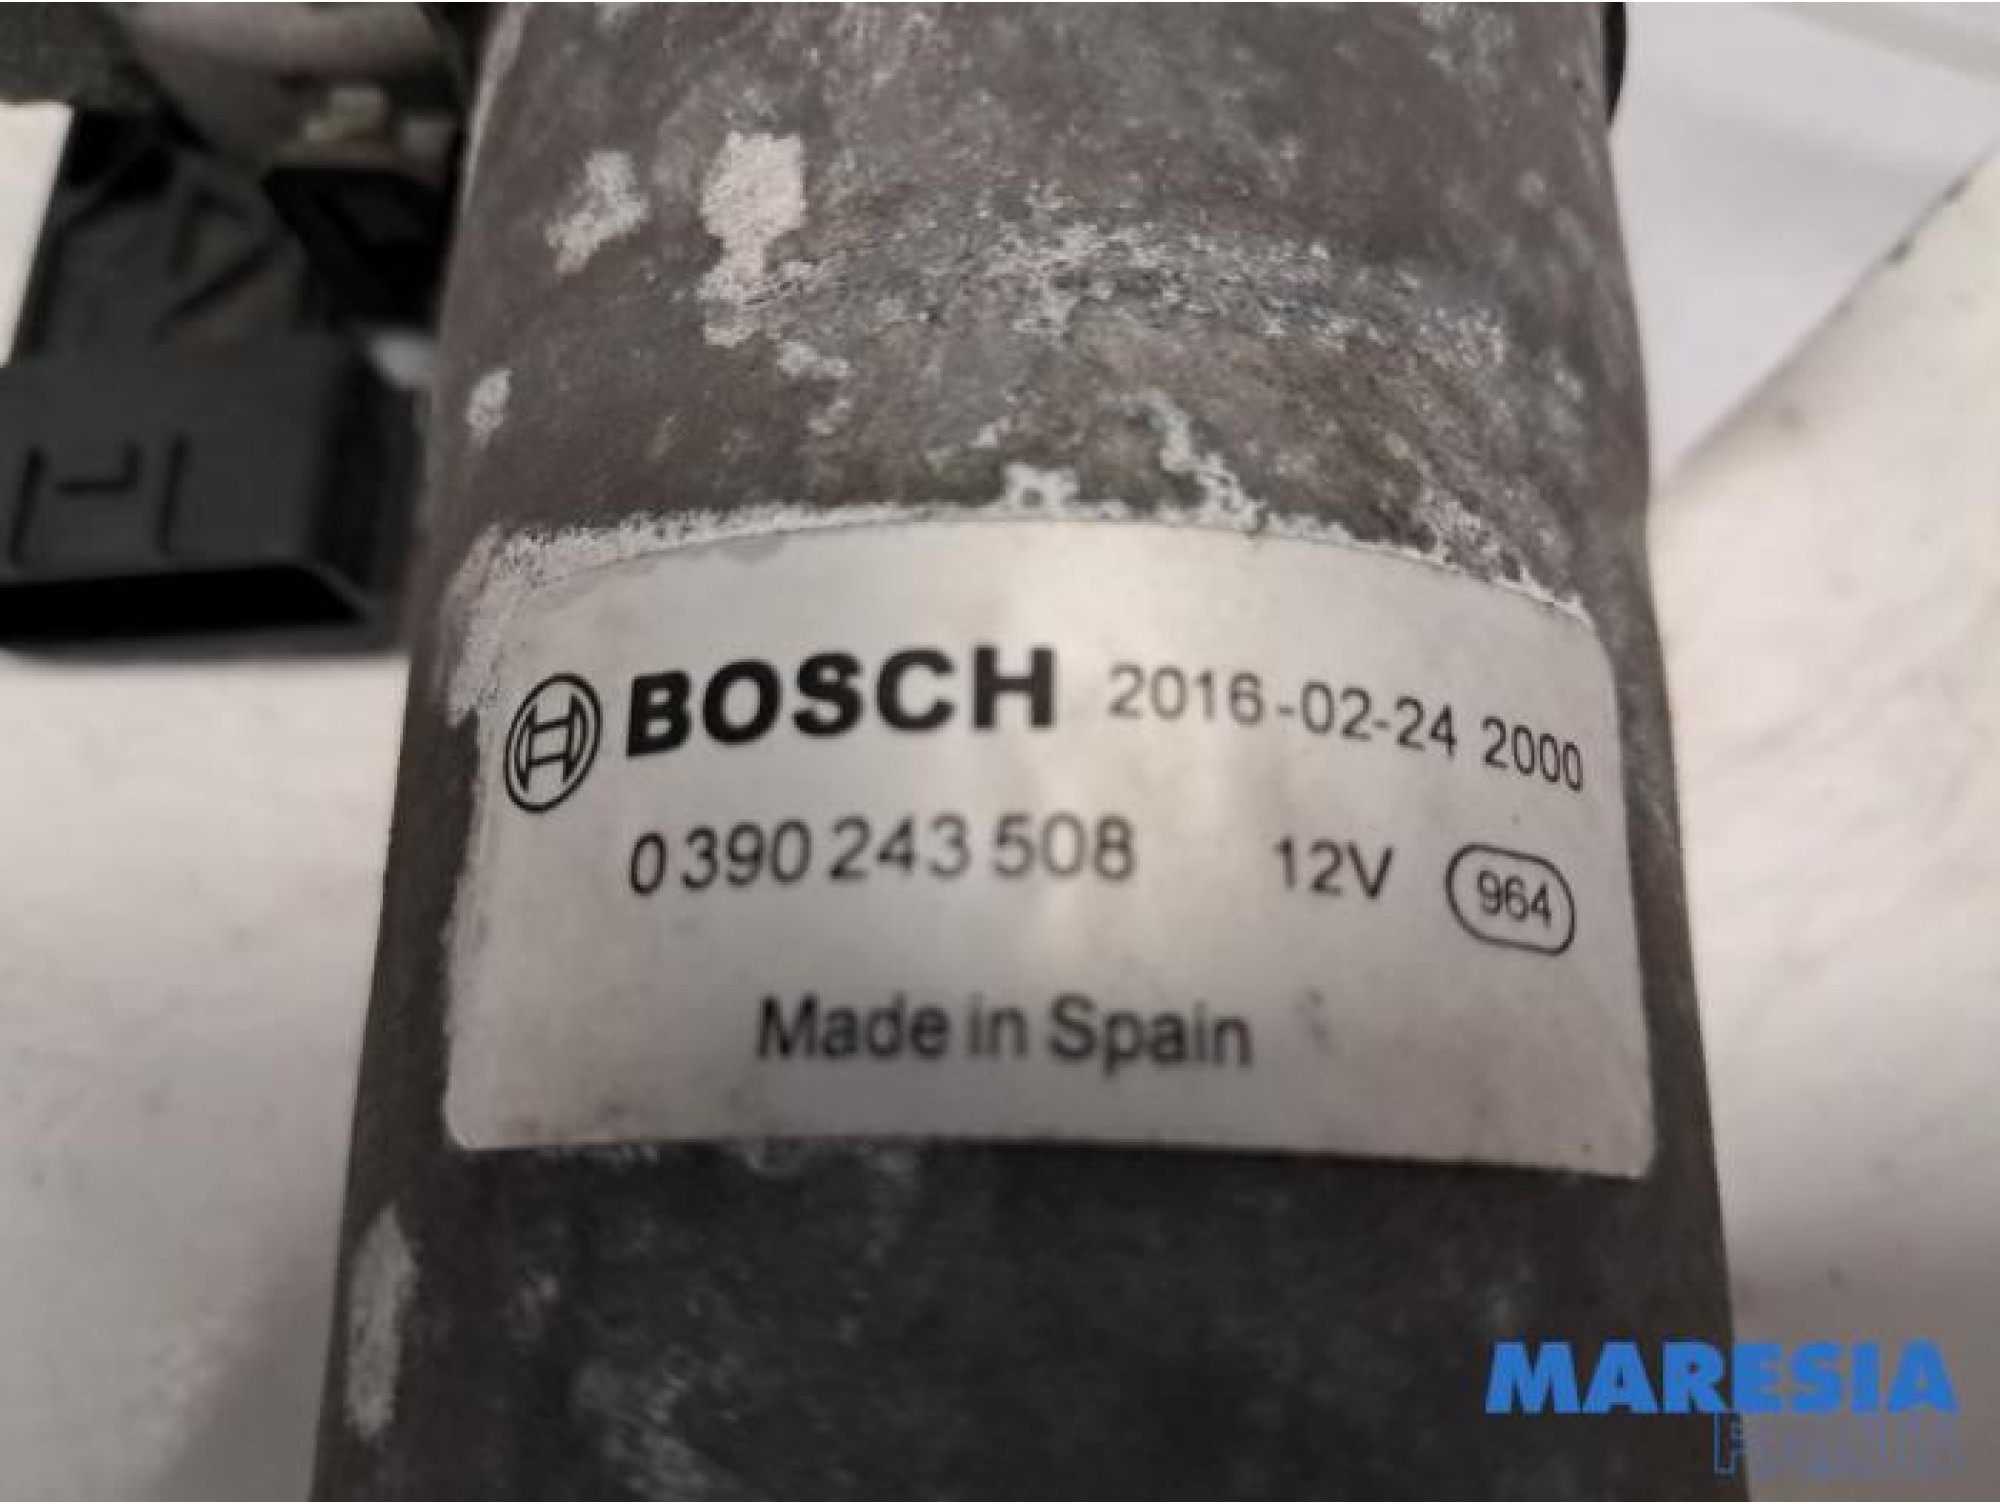 BOSCH 2016-02-24 2000
0 390 243 508 12V 964
Made in Spain
MARESIA